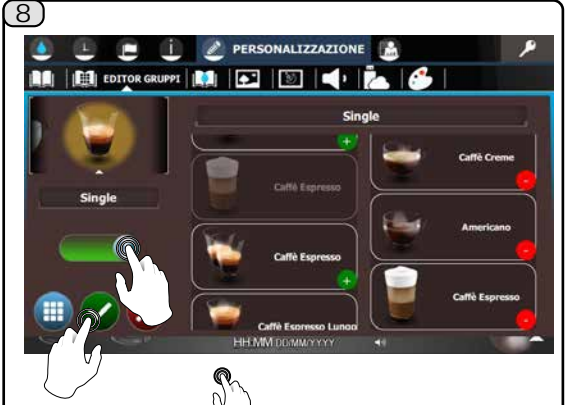 8
PERSONALIZZAZIONE
EDITOR GRUPPI
Single
Single
Caffè Espresso
Caffè Espresso
Caffè Espresso Lungo
Caffè Creme
Americano
Caffè Espresso
HH:MM DD/MM/YYYY